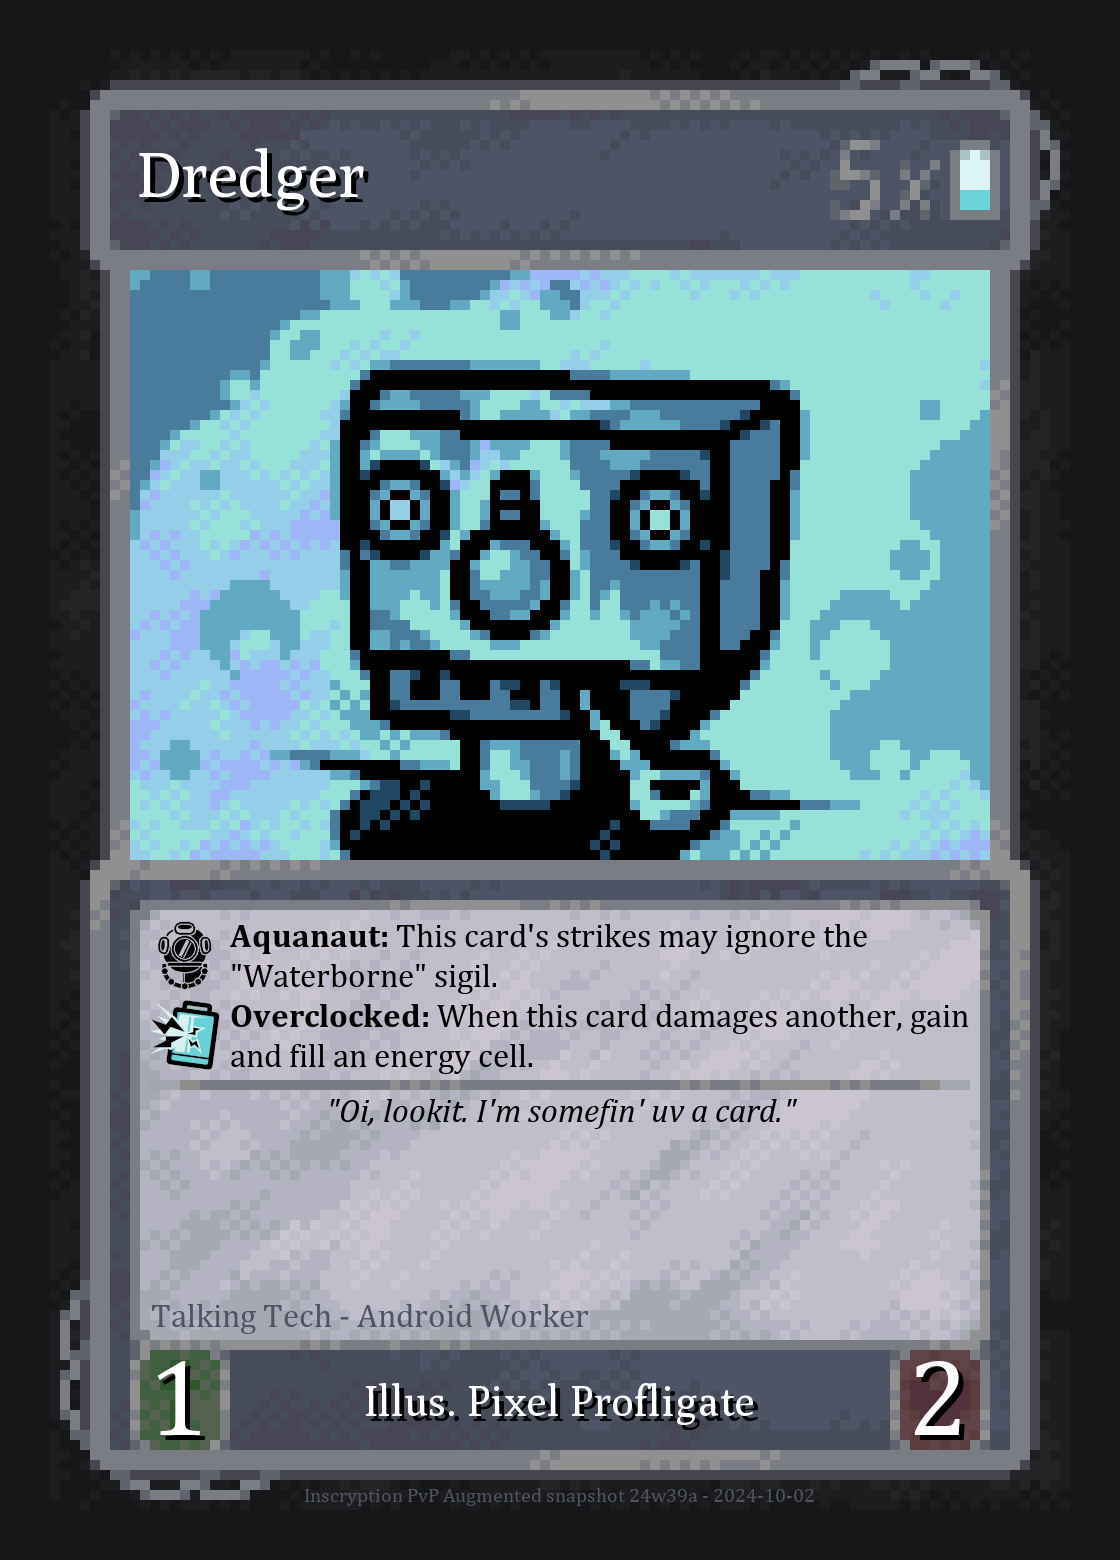 Dredger 5x
Aquanaut: This card's strikes may ignore the
"Waterborne" sigil.
Overclocked: When this card damages another, gain
and fill an energy cell.
"Oi, lookit. I'm somefin' uv a card."
Talking Tech - Android Worker
1 Illus. Pixel Profligate 2
Inscryption PvP Augmented snapshot 24w39a - 2024-10-02